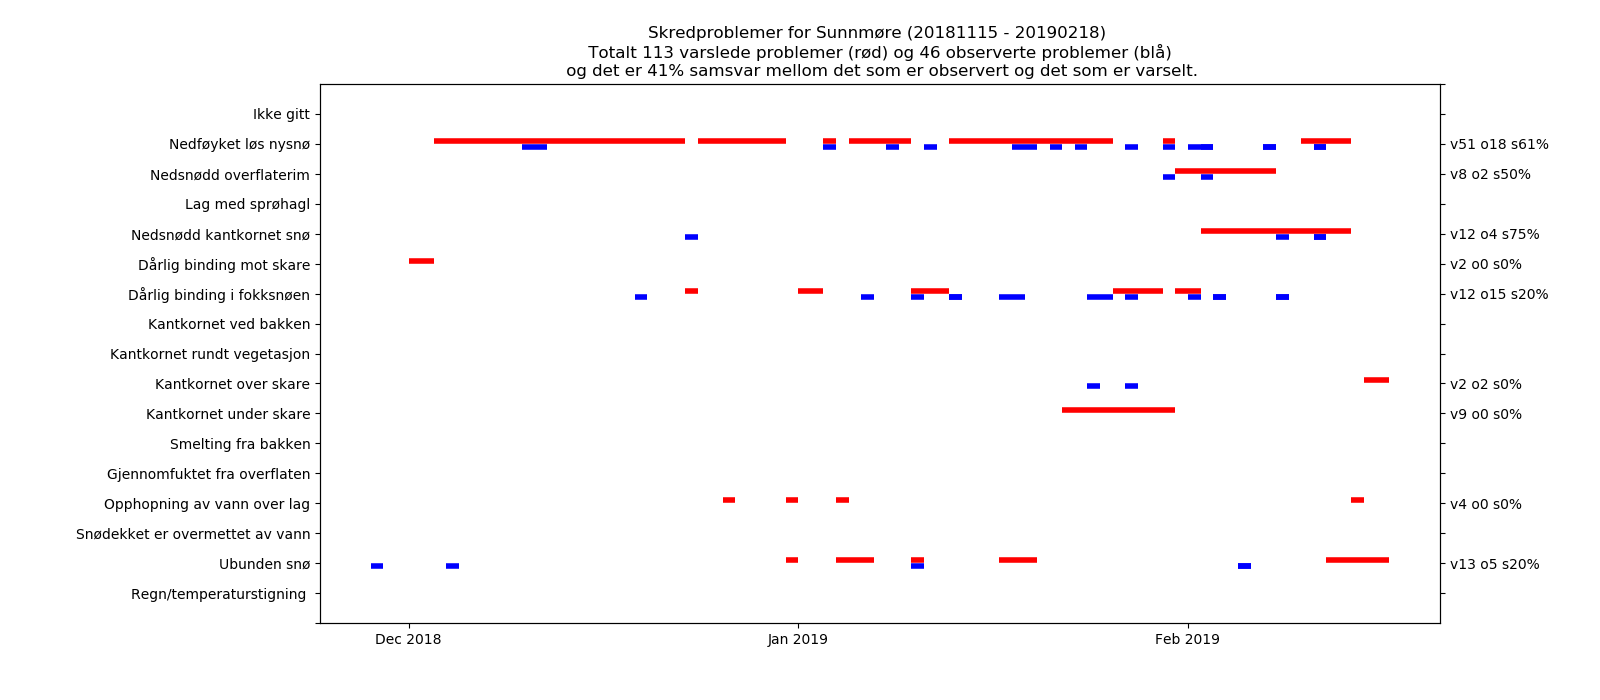 Skredproblemer for Sunnmøre (20181115 - 20190218)
Totalt 113 varslede problemer (rød) og 46 observerte problemer (blå)
og det er 41% samsvar mellom det som er observert og det som er varselt.
Ikke gitt
Nedføyket løs nysnø v51 o18 s61%
Nedsnødd overflaterim v8 o2 s50%
Lag med sprøhagl
Nedsnødd kantkornet snø v12 o4 s75%
Dårlig binding mot skare v2 o0 s0%
Dårlig binding i fokksnøen v12 o15 s20%
Kantkornet ved bakken
Kantkornet rundt vegetasjon
Kantkornet over skare v2 o2 s0%
Kantkornet under skare v9 o0 s0%
Smelting fra bakken
Gjennomfuktet fra overflaten
Opphopning av vann over lag v4 o0 s0%
Snødekket er overmettet av vann
Ubunden snø v13 o5 s20%
Regn/temperaturstigning
Dec 2018 Jan 2019 Feb 2019